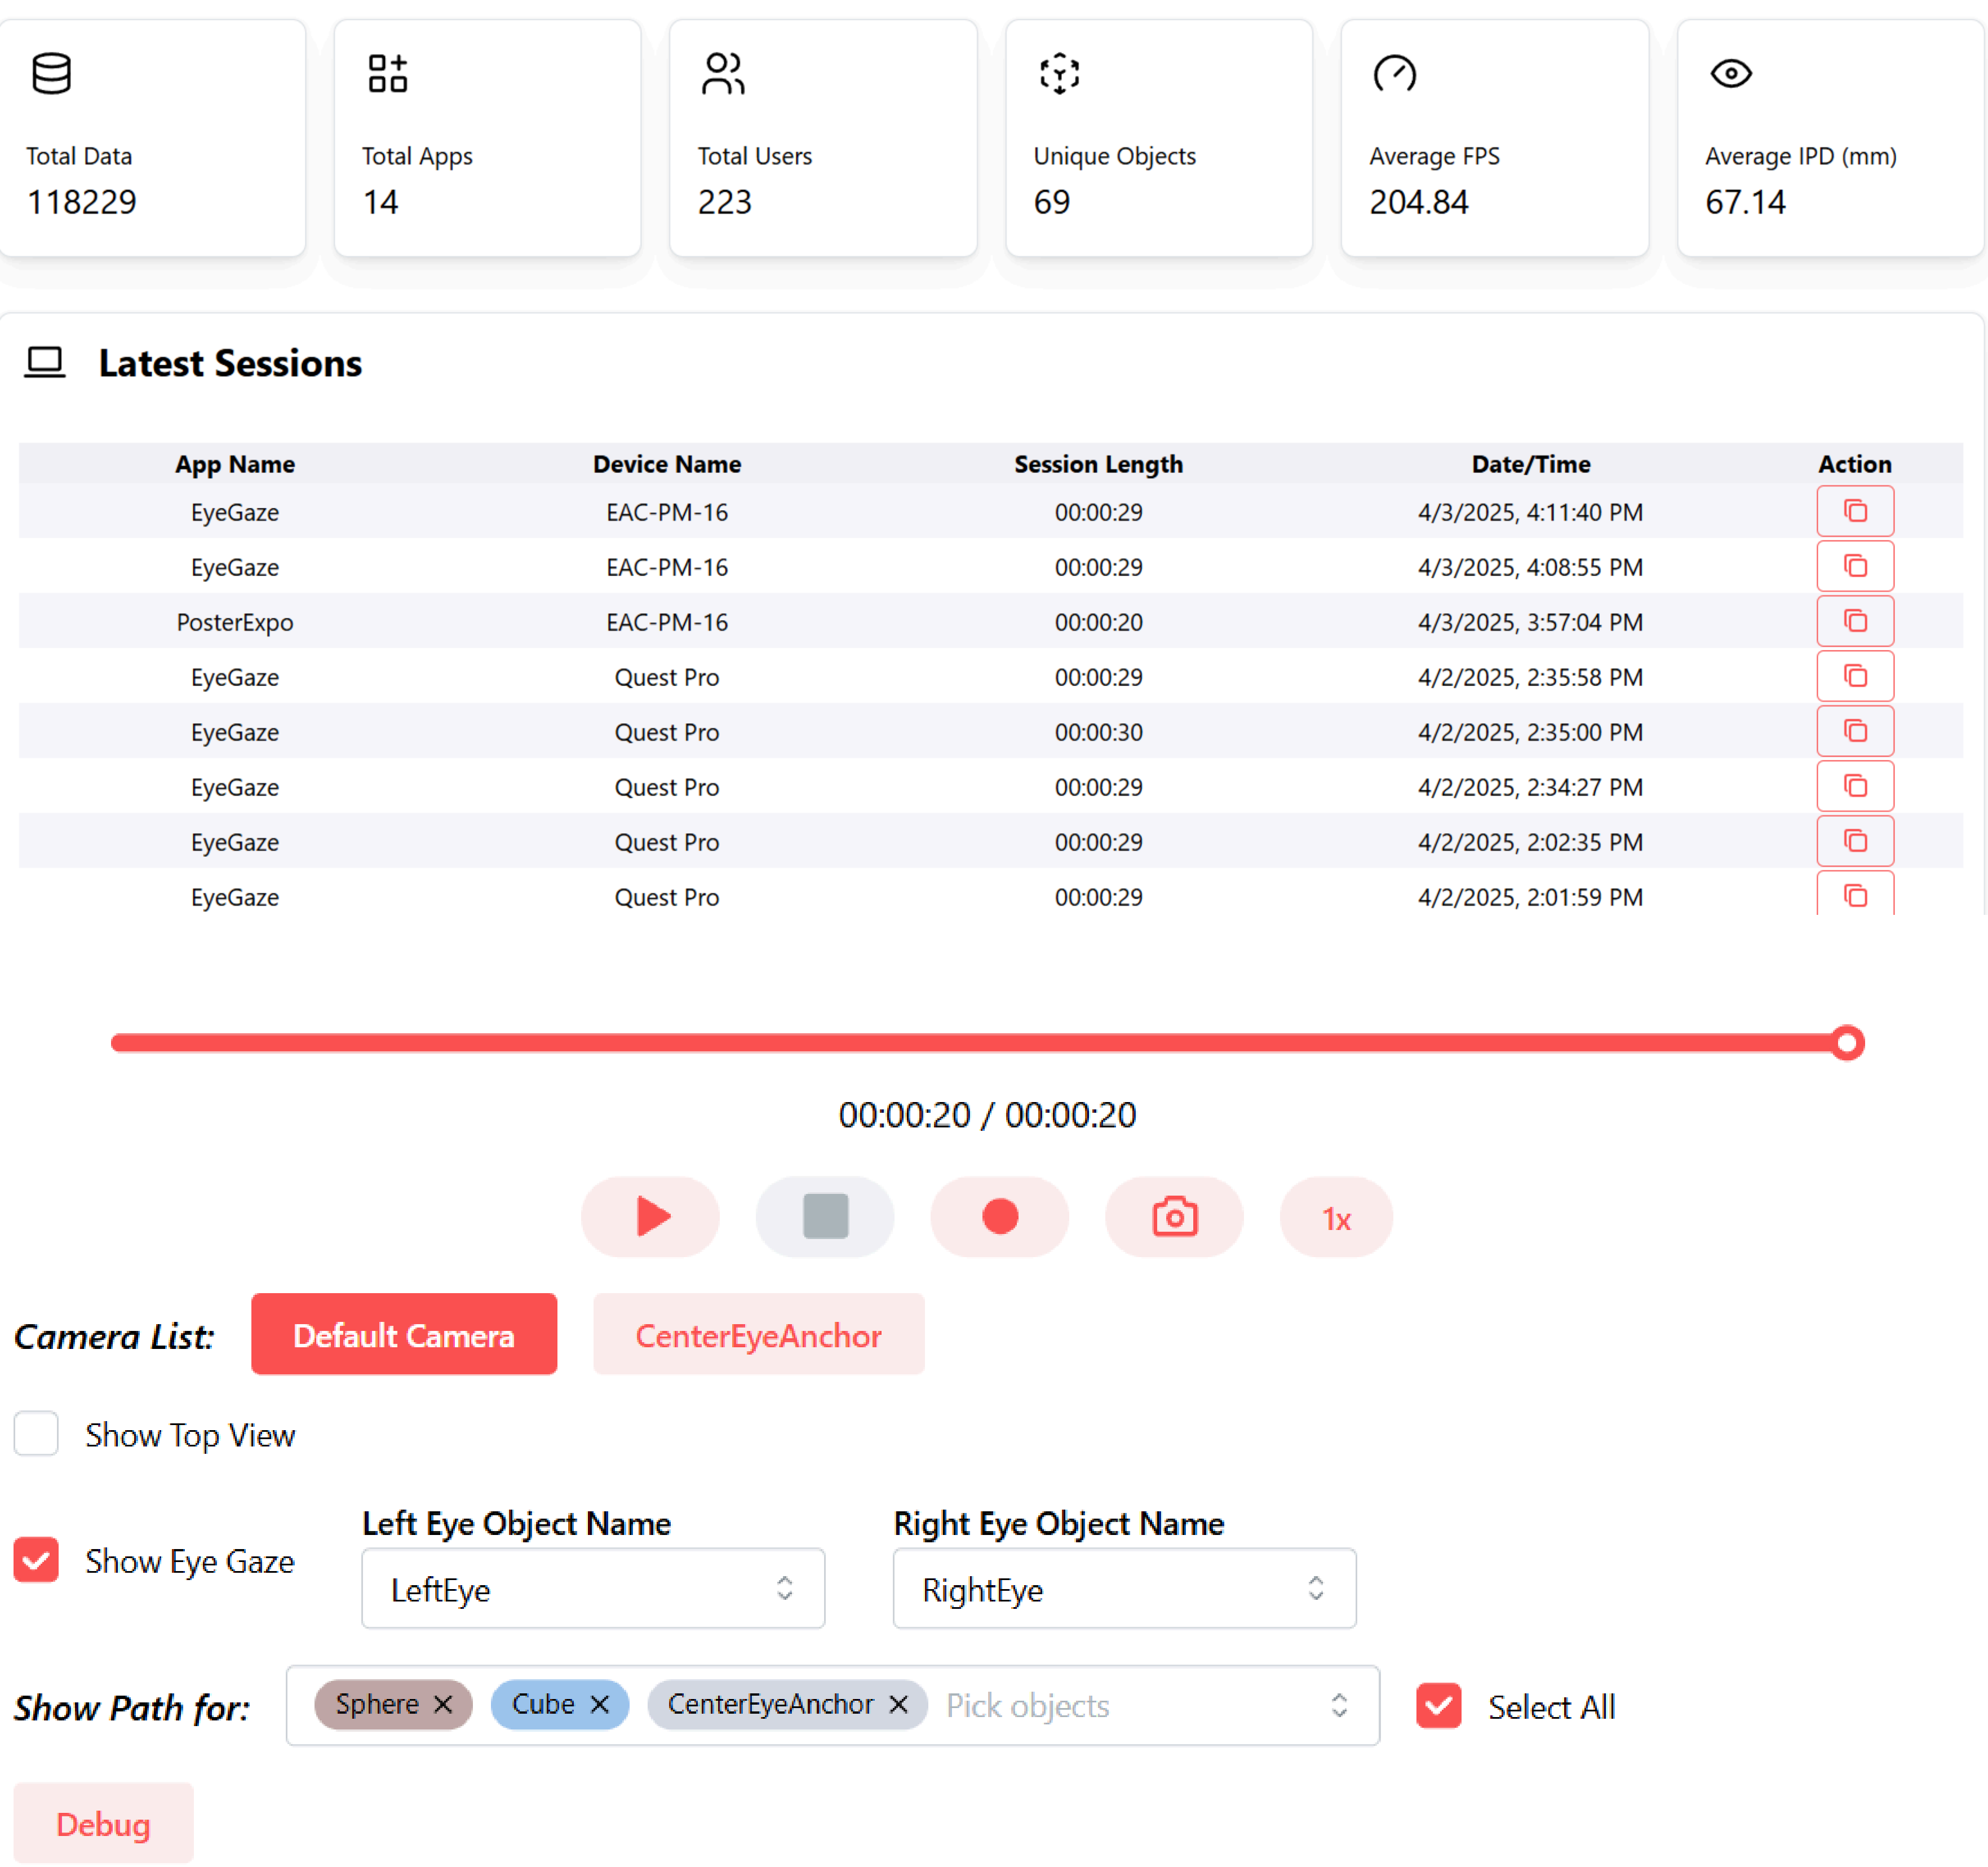 Total Data
118229
Total Apps
14
Total Users
223
Unique Objects
69
Average FPS
204.84
Average IPD (mm)
67.14
Latest Sessions
App Name Device Name Session Length Date/Time Action
EyeGaze EAC-PM-16 00:00:29 4/3/2025, 4:11:40 PM
EyeGaze EAC-PM-16 00:00:29 4/3/2025, 4:08:55 PM
PosterExpo EAC-PM-16 00:00:20 4/3/2025, 3:57:04 PM
EyeGaze Quest Pro 00:00:29 4/2/2025, 2:35:58 PM
EyeGaze Quest Pro 00:00:30 4/2/2025, 2:35:00 PM
EyeGaze Quest Pro 00:00:29 4/2/2025, 2:34:27 PM
EyeGaze Quest Pro 00:00:29 4/2/2025, 2:02:35 PM
EyeGaze Quest Pro 00:00:29 4/2/2025, 2:01:59 PM
00:00:20 / 00:00:20
1x
Camera List: Default Camera CenterEyeAnchor
Show Top View
Left Eye Object Name Right Eye Object Name
Show Eye Gaze LeftEye RightEye
Show Path for: Sphere Cube CenterEyeAnchor Pick objects Select All
Debug